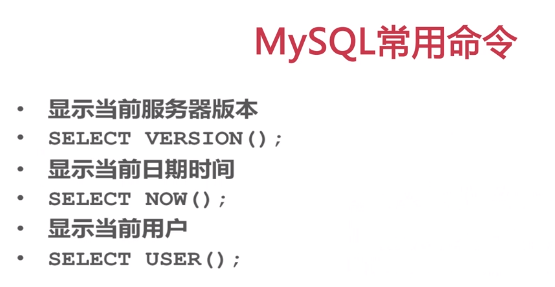 MySQL常用命令
• 显示当前服务器版本
• SELECT VERSION();
• 显示当前日期时间
• SELECT NOW();
• 显示当前用户
• SELECT USER();